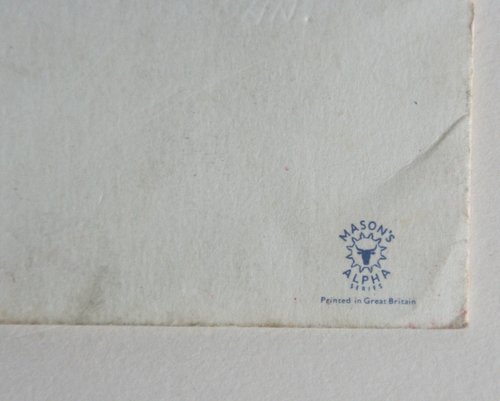 MASON'S
ALPHA
SERIES
Printed in Great Britain